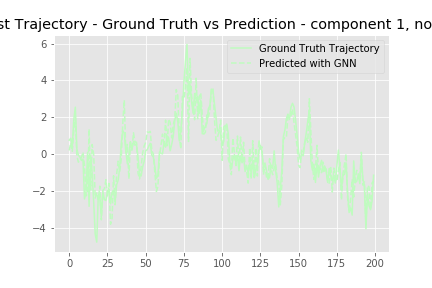 st Trajectory - Ground Truth vs Prediction - component 1, no
Ground Truth Trajectory
Predicted with GNN
6
4
2
0
−2
−4
0 25 50 75 100 125 150 175 200